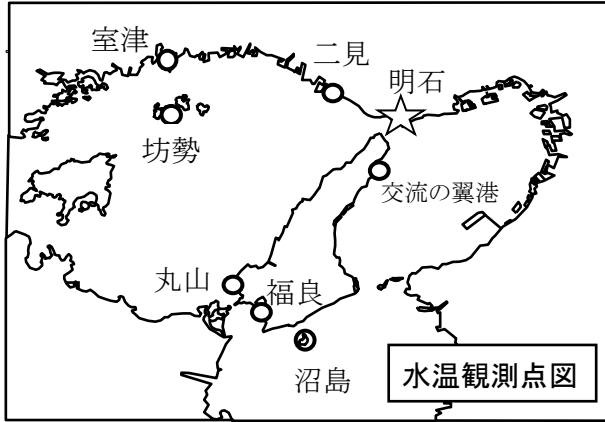 室津
二見
明石
坊勢
交流の翼港
丸山
福良
沼島
水温観測点図